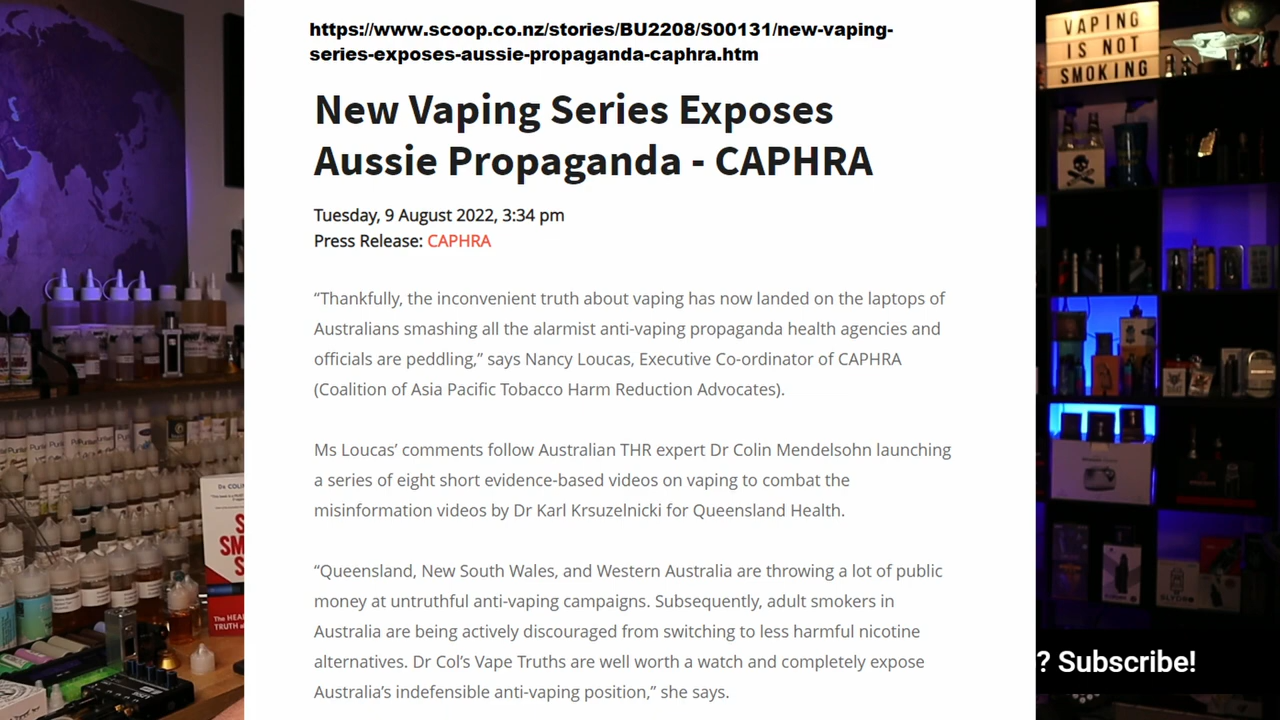 https://www.scoop.co.nz/stories/BU2208/S00131/new-vaping-
series-exposes-aussie-propaganda-caphra.htm
New Vaping Series Exposes
Aussie Propaganda - CAPHRA
Tuesday, 9 August 2022, 3:34 pm
Press Release: CAPHRA
“Thankfully, the inconvenient truth about vaping has now landed on the laptops of
Australians smashing all the alarmist anti-vaping propaganda health agencies and
officials are peddling,” says Nancy Loucas, Executive Co-ordinator of CAPHRA
(Coalition of Asia Pacific Tobacco Harm Reduction Advocates).
Ms Loucas’ comments follow Australian THR expert Dr Colin Mendelsohn launching
a series of eight short evidence-based videos on vaping to combat the
misinformation videos by Dr Karl Krsuzelnicki for Queensland Health.
“Queensland, New South Wales, and Western Australia are throwing a lot of public
money at untruthful anti-vaping campaigns. Subsequently, adult smokers in
Australia are being actively discouraged from switching to less harmful nicotine
alternatives. Dr Col’s Vape Truths are well worth a watch and completely expose
Australia’s indefensible anti-vaping position,” she says.
VAPING
IS NOT
SMOKING
? Subscribe!